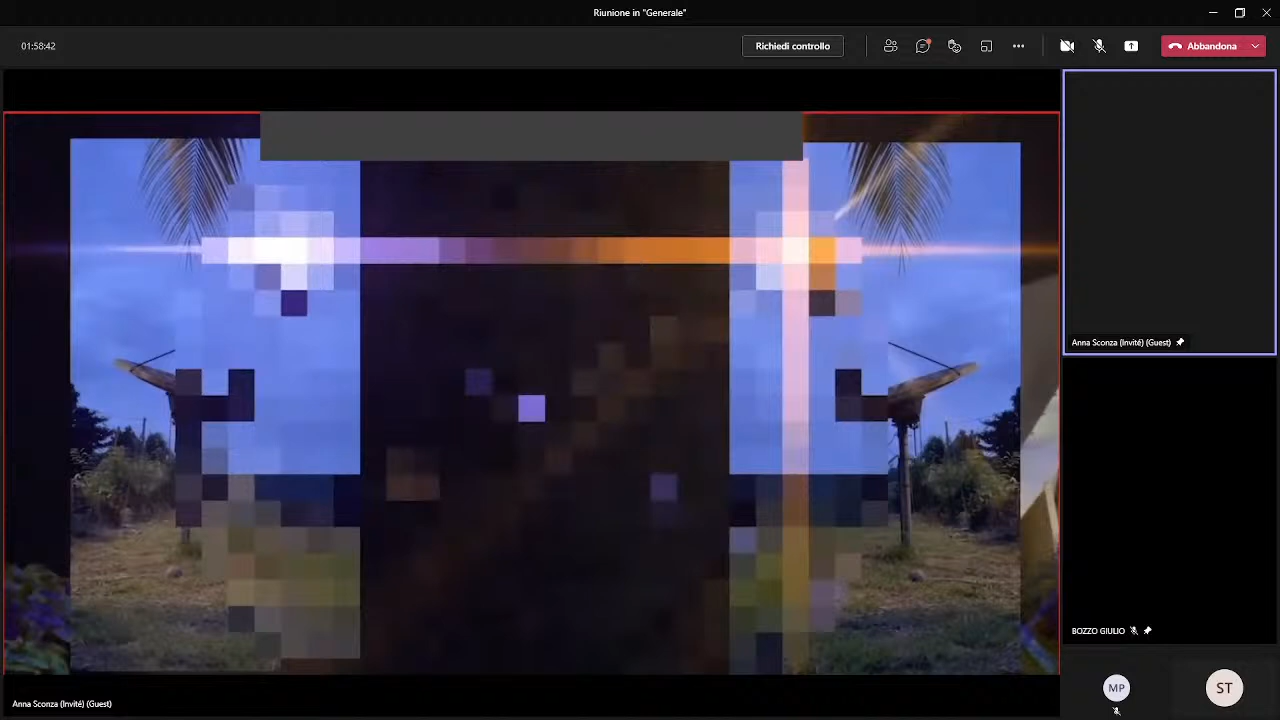 Riunione in "Generale"
01:58:42
Richiedi controllo
Abbandona
Anna Sconza (Invité) (Guest)
BOZZO GIULIO
MP
ST
Anna Sconza (Invité) (Guest)